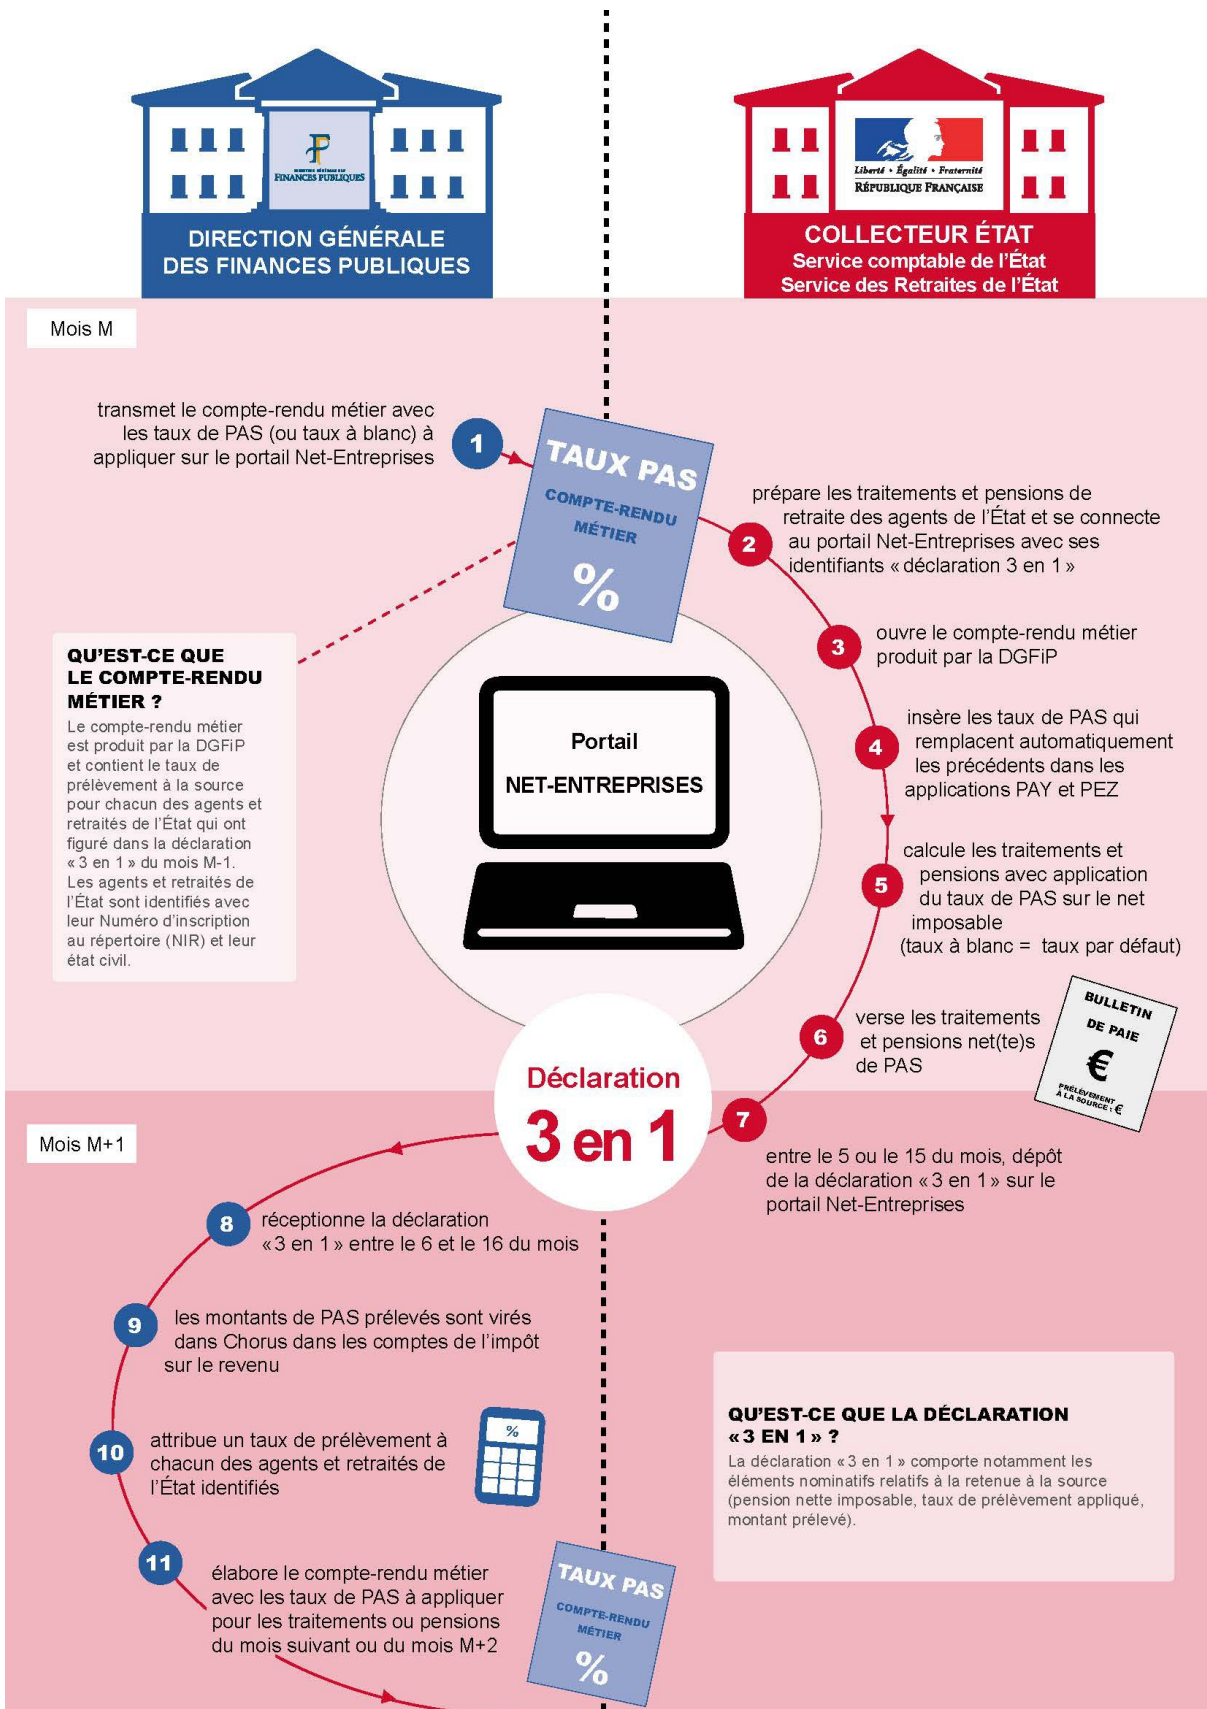 MINISTÈRE GÉNÉRALE DES
FINANCES PUBLIQUES
DIRECTION GÉNÉRALE
DES FINANCES PUBLIQUES
Liberté • Égalité • Fraternité
RÉPUBLIQUE FRANÇAISE
COLLECTEUR ÉTAT
Service comptable de l’État
Service des Retraites de l’État
Mois M
transmet le compte-rendu métier avec
les taux de PAS (ou taux à blanc) à
appliquer sur le portail Net-Entreprises
1
TAUX PAS
COMPTE-RENDU
MÉTIER
%
2
prépare les traitements et pensions de
retraite des agents de l’État et se connecte
au portail Net-Entreprises avec ses
identifiants « déclaration 3 en 1 »
3
ouvre le compte-rendu métier
produit par la DGFiP
QU’EST-CE QUE
LE COMPTE-RENDU
MÉTIER ?
Le compte-rendu métier
est produit par la DGFiP
et contient le taux de
prélèvement à la source
pour chacun des agents et
retraités de l’État qui ont
figuré dans la déclaration
« 3 en 1 » du mois M-1.
Les agents et retraités de
l’État sont identifiés avec
leur Numéro d’inscription
au répertoire (NIR) et leur
état civil.
Portail
NET-ENTREPRISES
4
insère les taux de PAS qui
remplacent automatiquement
les précédents dans les
applications PAY et PEZ
5
calcule les traitements et
pensions avec application
du taux de PAS sur le net
imposable
(taux à blanc = taux par défaut)
6
verse les traitements
et pensions net(te)s
de PAS
BULLETIN
DE PAIE
€
PRÉLÈVEMENT
À LA SOURCE : €
Déclaration
3 en 1
7
entre le 5 ou le 15 du mois, dépôt
de la déclaration « 3 en 1 » sur le
portail Net-Entreprises
Mois M+1
8
réceptionne la déclaration
« 3 en 1 » entre le 6 et le 16 du mois
9
les montants de PAS prélevés sont virés
dans Chorus dans les comptes de l’impôt
sur le revenu
10
attribue un taux de prélèvement à
chacun des agents et retraités de
l’État identifiés
%
QU’EST-CE QUE LA DÉCLARATION
« 3 EN 1 » ?
La déclaration « 3 en 1 » comporte notamment les
éléments nominatifs relatifs à la retenue à la source
(pension nette imposable, taux de prélèvement appliqué,
montant prélevé).
11
élabore le compte-rendu métier
avec les taux de PAS à appliquer
pour les traitements ou pensions
du mois suivant ou du mois M+2
TAUX PAS
COMPTE-RENDU
MÉTIER
%